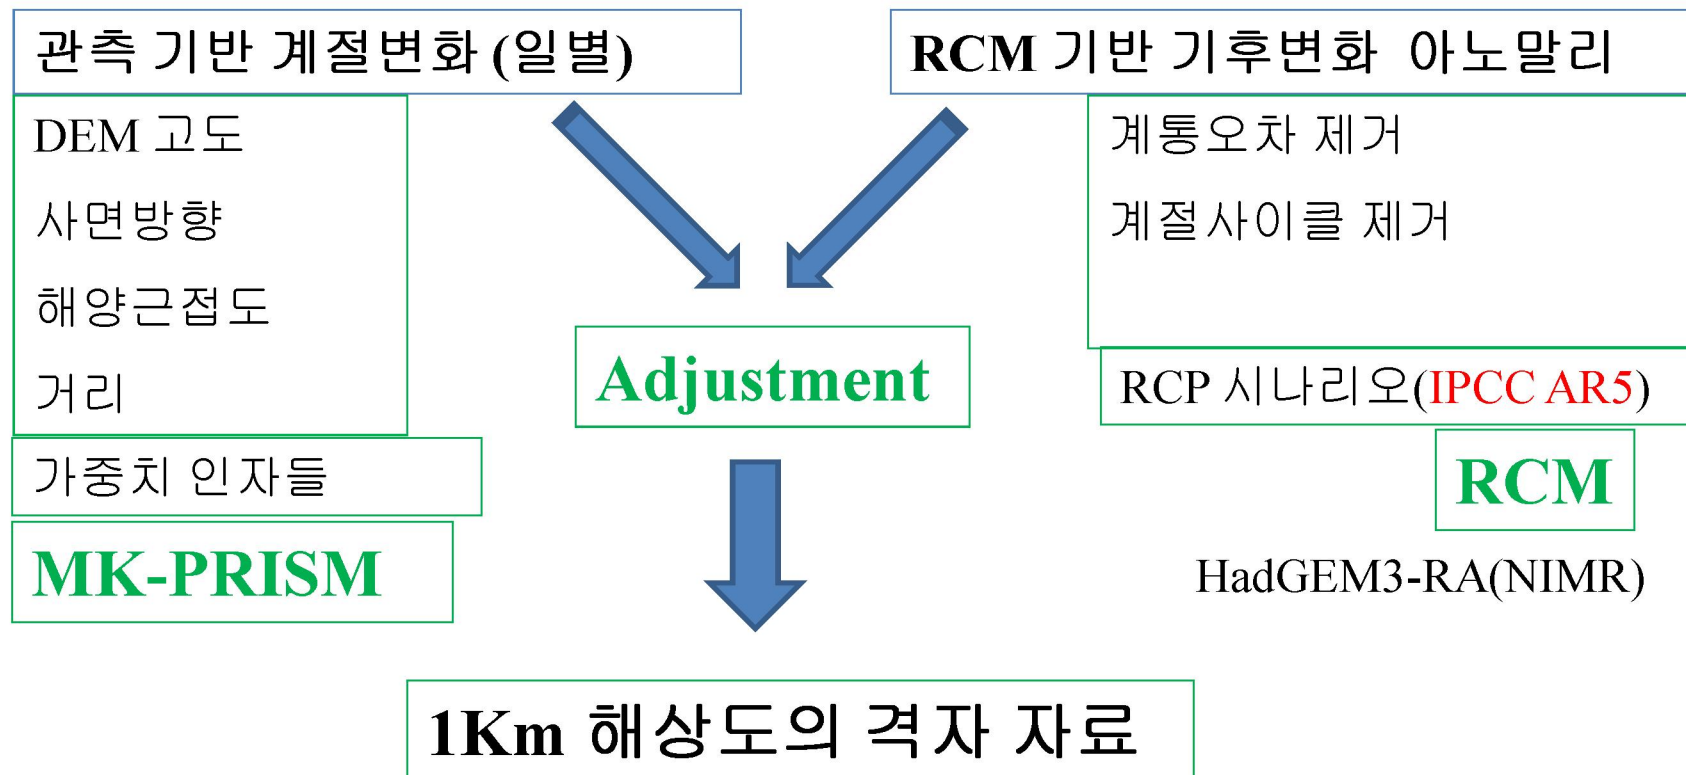 관측 기반 계절변화 (일별)
DEM 고도
사면방향
해양근접도
거리
가중치 인자들
MK-PRISM
RCM 기반 기후변화 아노말리
계통오차 제거
계절사이클 제거
RCP 시나리오(IPCC AR5)
RCM
HadGEM3-RA(NIMR)
Adjustment
1Km 해상도의 격자 자료